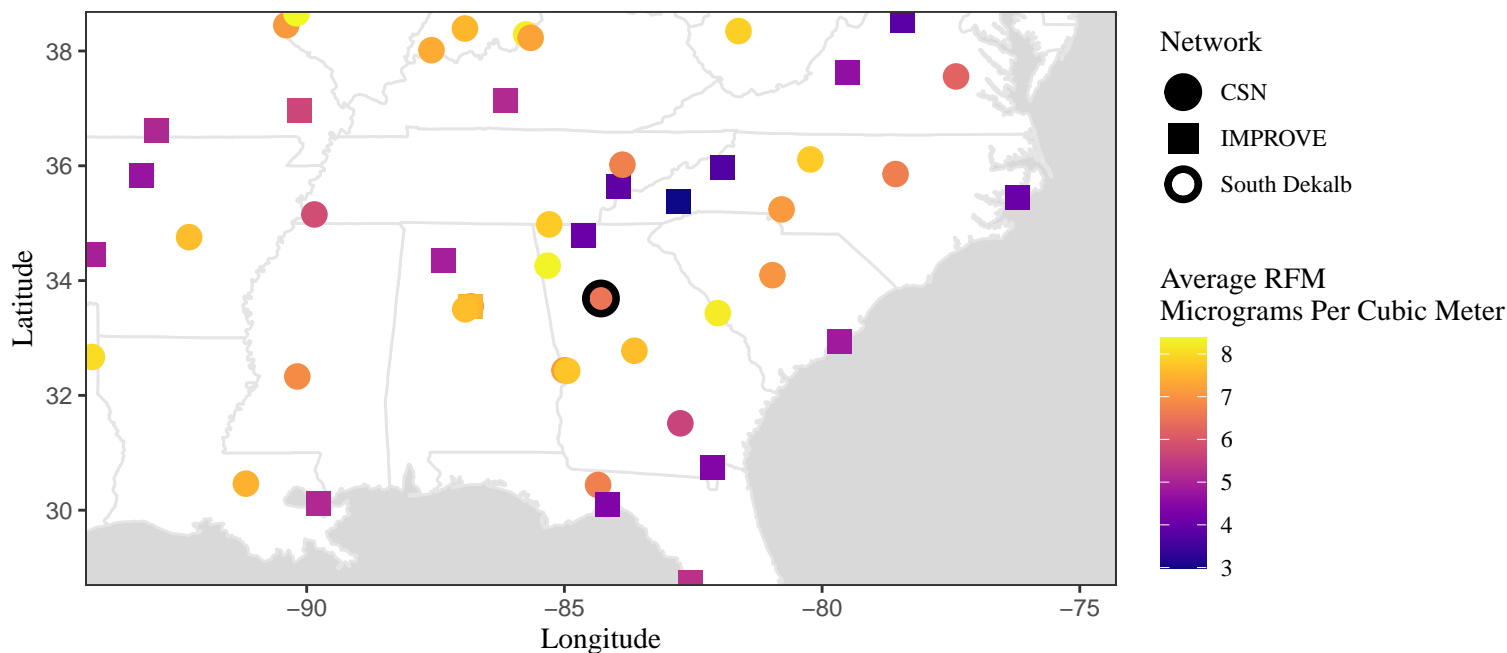 38
36
34
32
30
Latitude
−90
−85
−80
−75
Longitude
Network
CSN
IMPROVE
South Dekalb
Average RFM
Micrograms Per Cubic Meter
8
7
6
5
4
3